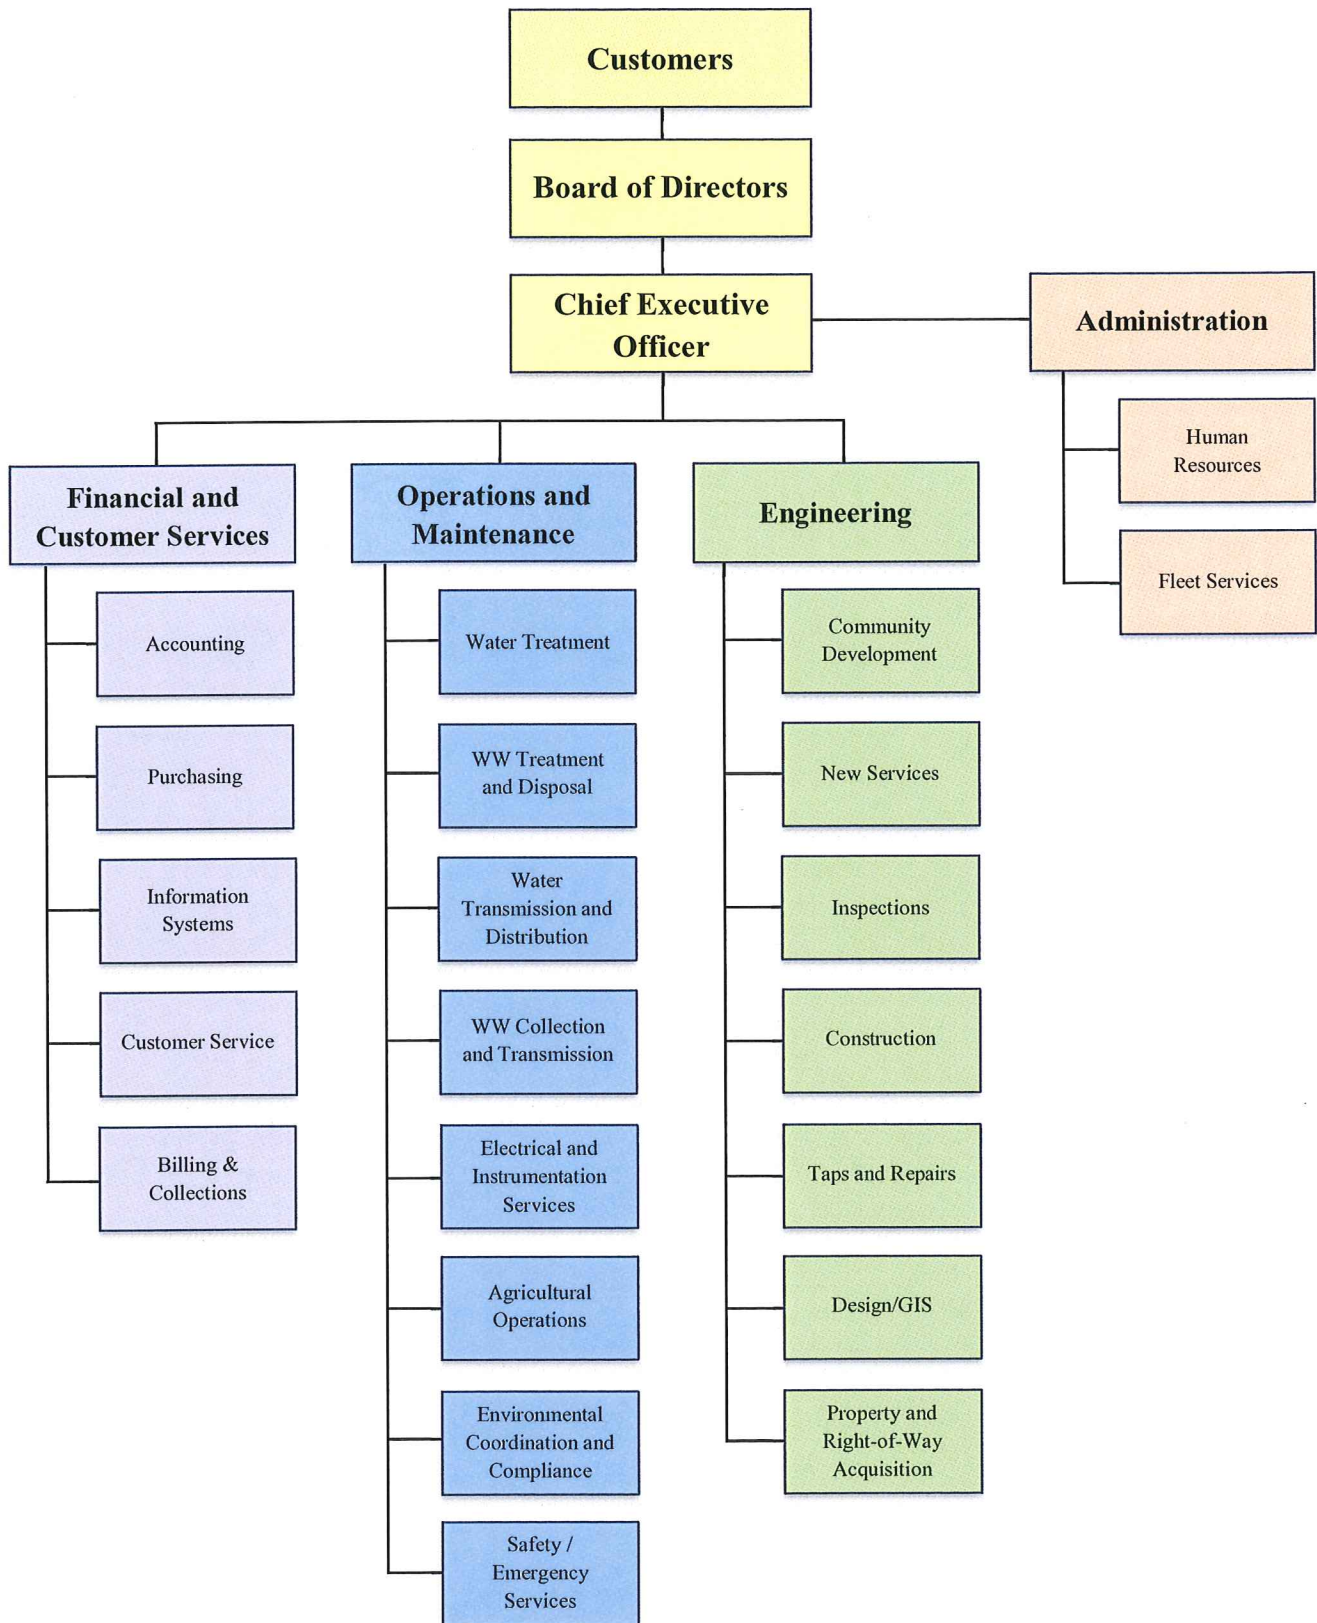 Customers
Board of Directors
Chief Executive
Officer
Administration
Human
Resources
Fleet Services
Financial and
Customer Services
Accounting
Purchasing
Information
Systems
Customer Service
Billing &
Collections
Operations and
Maintenance
Water Treatment
WW Treatment
and Disposal
Water
Transmission and
Distribution
WW Collection
and Transmission
Electrical and
Instrumentation
Services
Agricultural
Operations
Environmental
Coordination and
Compliance
Safety /
Emergency
Services
Engineering
Community
Development
New Services
Inspections
Construction
Taps and Repairs
Design/GIS
Property and
Right-of-Way
Acquisition